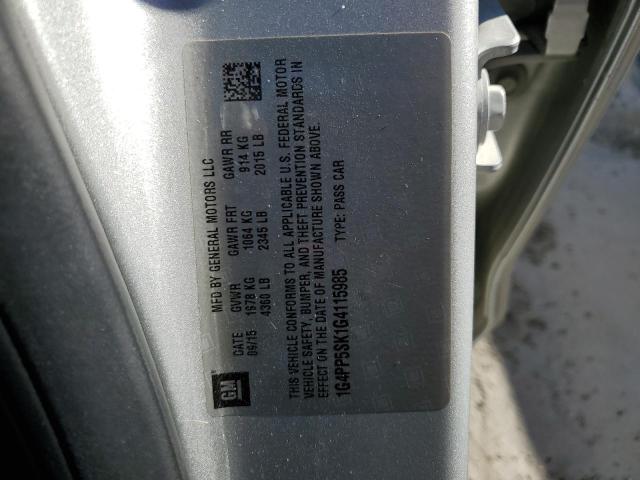 MFD BY GENERAL MOTORS LLC
DATE GVWR GAWR FRT GAWR RR
09/15 1978 KG 1064 KG 914 KG
4360 LB 2345 LB 2015 LB
THIS VEHICLE CONFORMS TO ALL APPLICABLE U.S. FEDERAL MOTOR
VEHICLE SAFETY, BUMPER, AND THEFT PREVENTION STANDARDS IN
EFFECT ON THE DATE OF MANUFACTURE SHOWN ABOVE.
1G4PP5SK1G4115985 TYPE: PASS CAR
GM